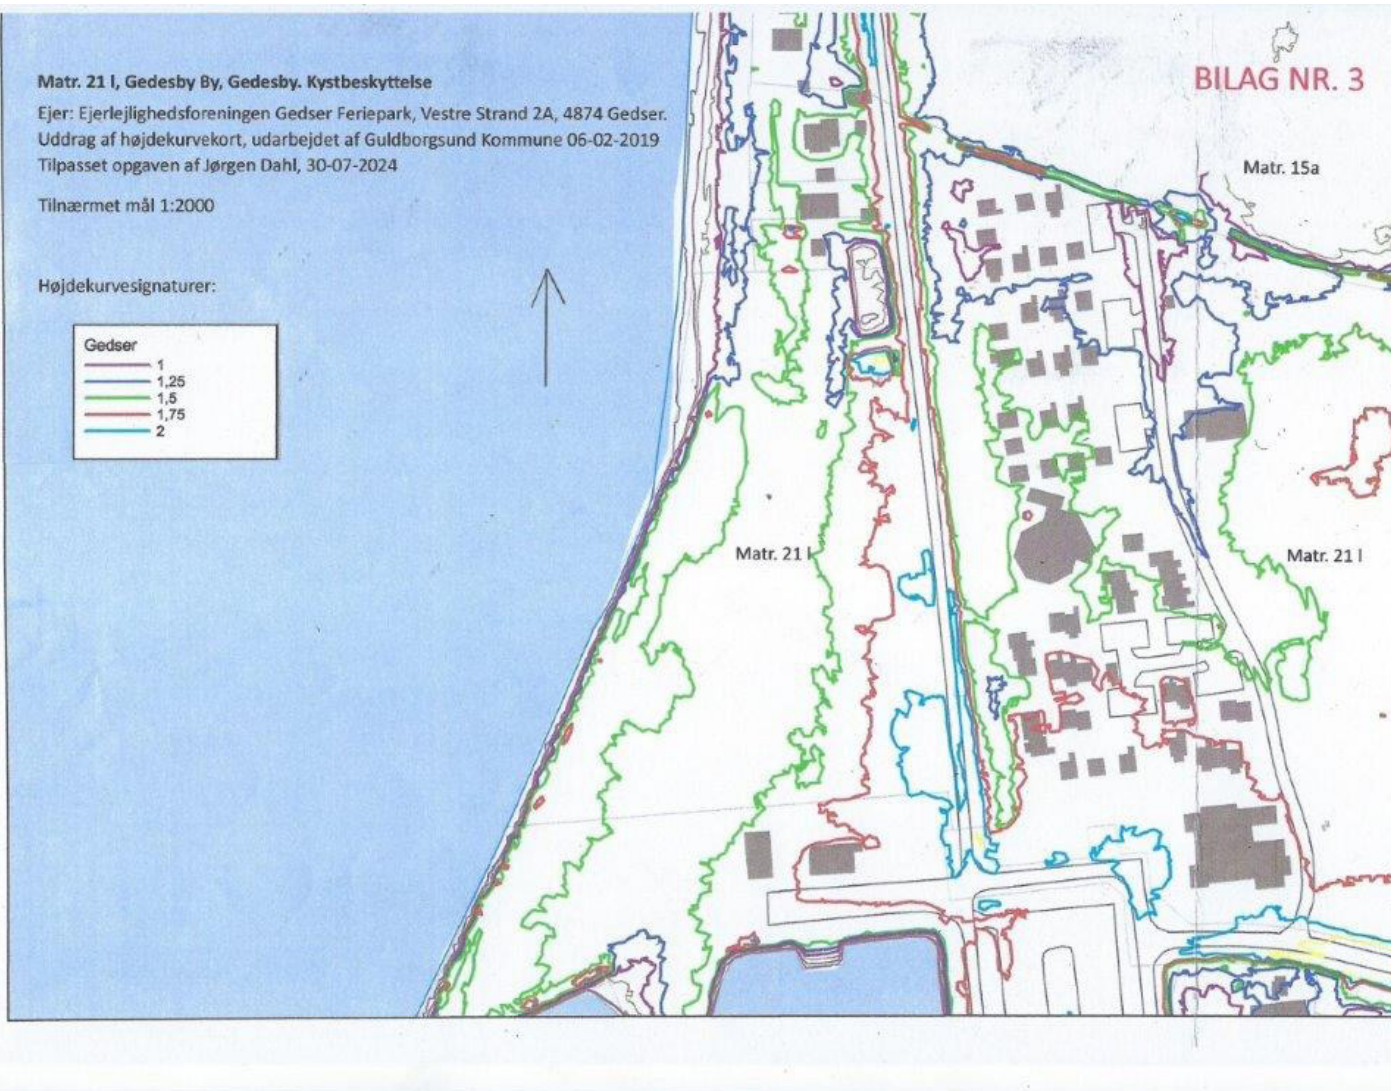 Matr. 21 l, Gedesby By, Gedesby. Kystbeskyttelse
Ejer: Ejerlejlighedsforeningen Gedser Feriepark, Vestre Strand 2A, 4874 Gedser.
Uddrag af højdekurvekort, udarbejdet af Guldborgsund Kommune 06-02-2019
Tilpasset opgaven af Jørgen Dahl, 30-07-2024
Tilnærmet mål 1:2000
Højdekurvesignaturer:
Gedser
1
1,25
1,5
1,75
2
BILAG NR. 3
Matr. 15a
Matr. 21 l
Matr. 21 l